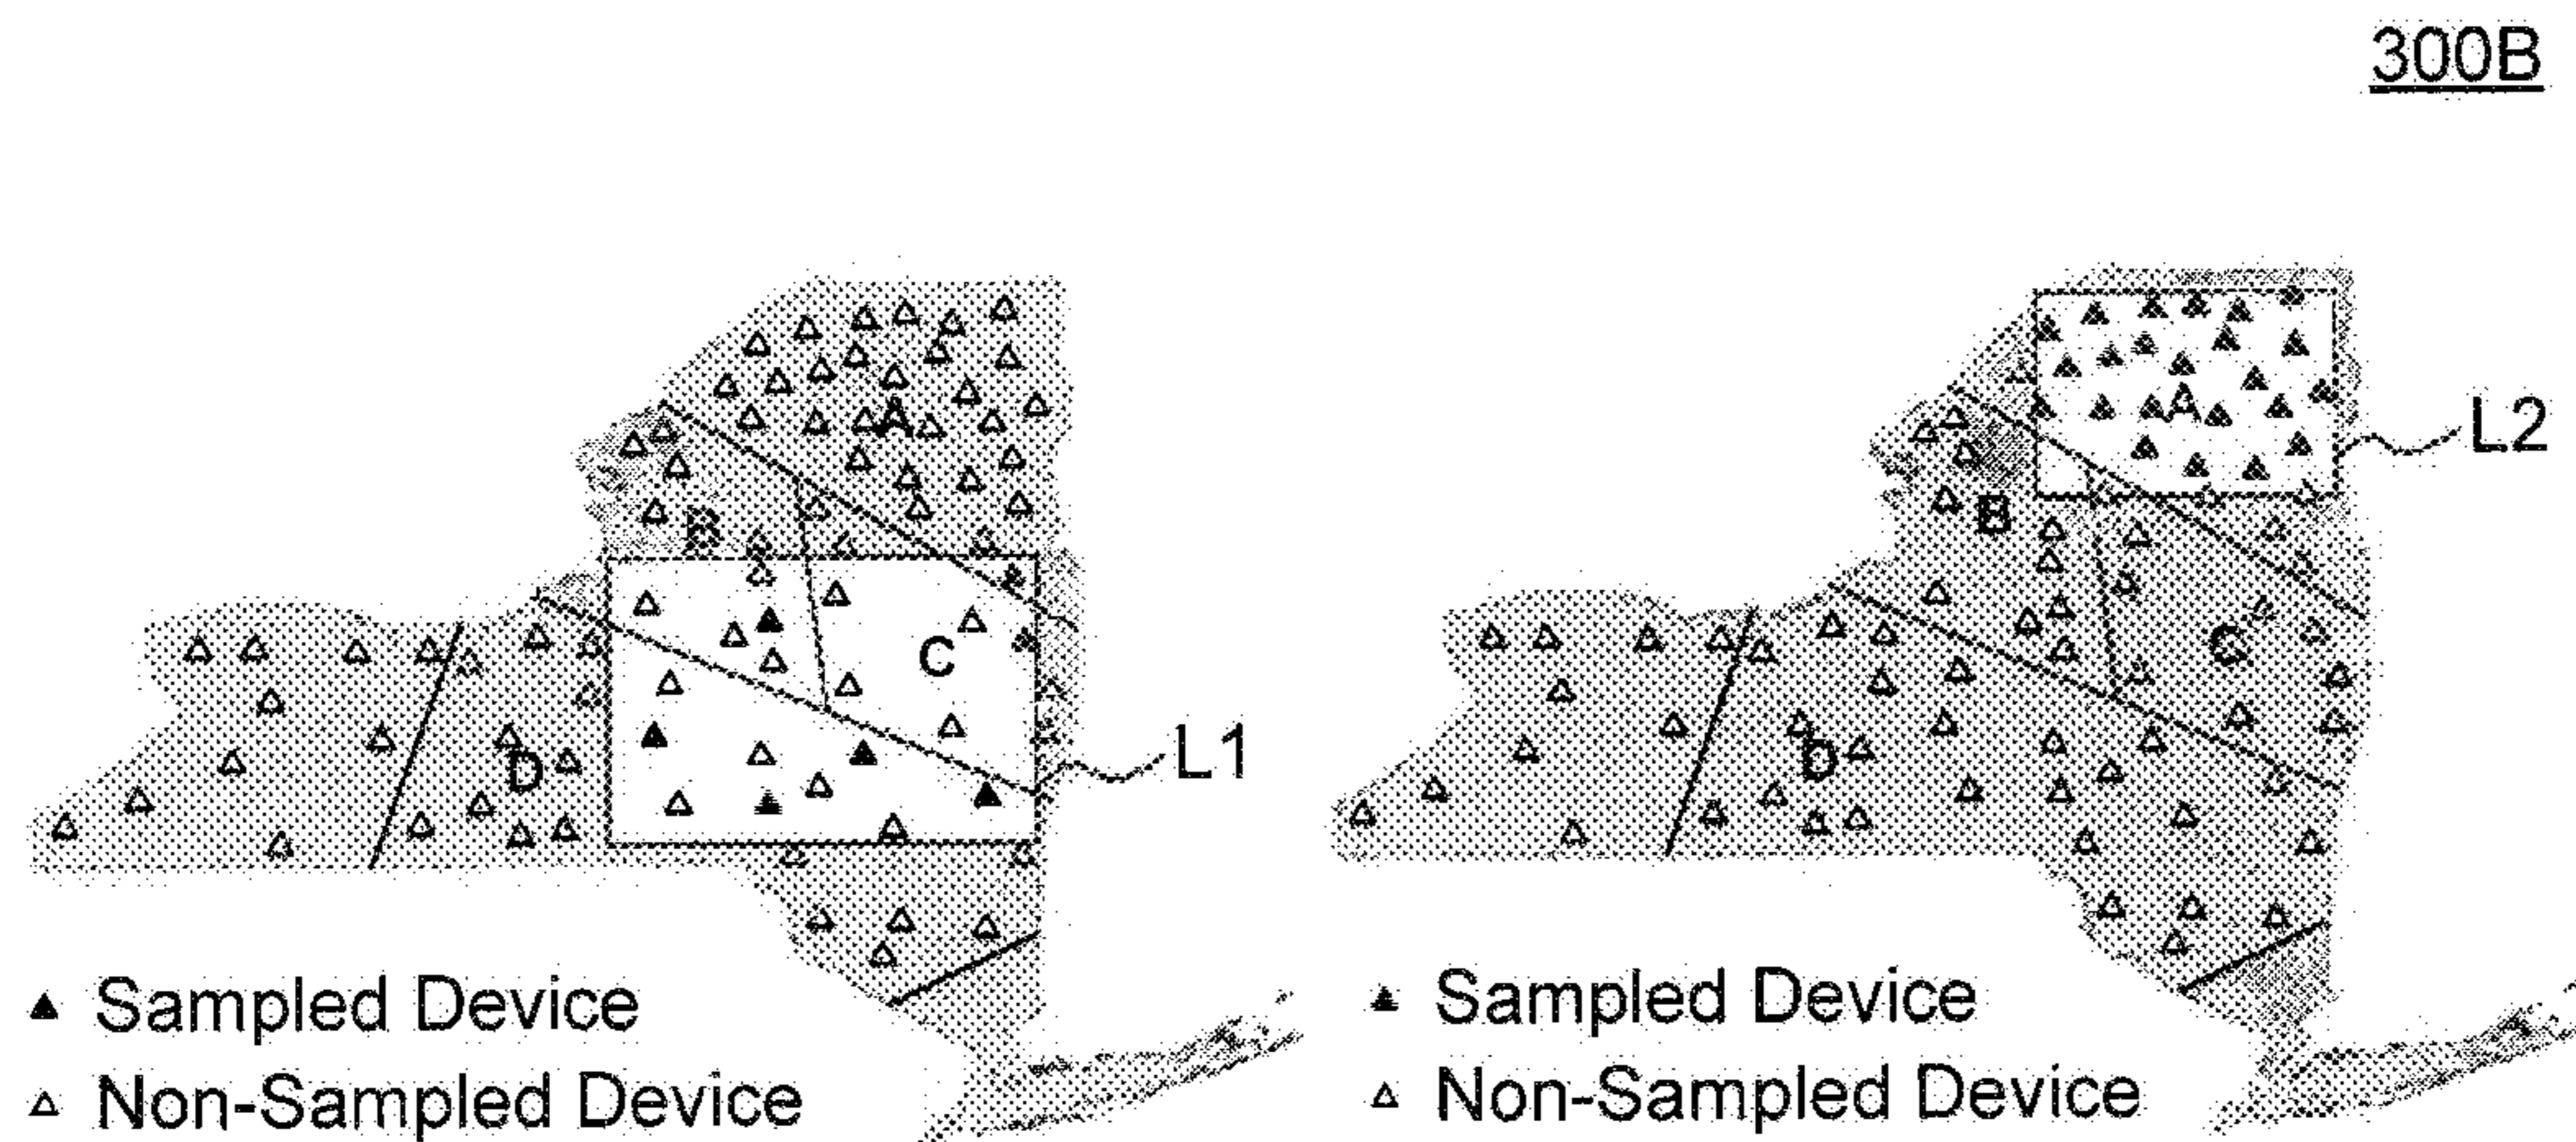 300B
A
B
C
D
L1
▲ Sampled Device
△ Non-Sampled Device
A
B
C
D
L2
▲ Sampled Device
△ Non-Sampled Device